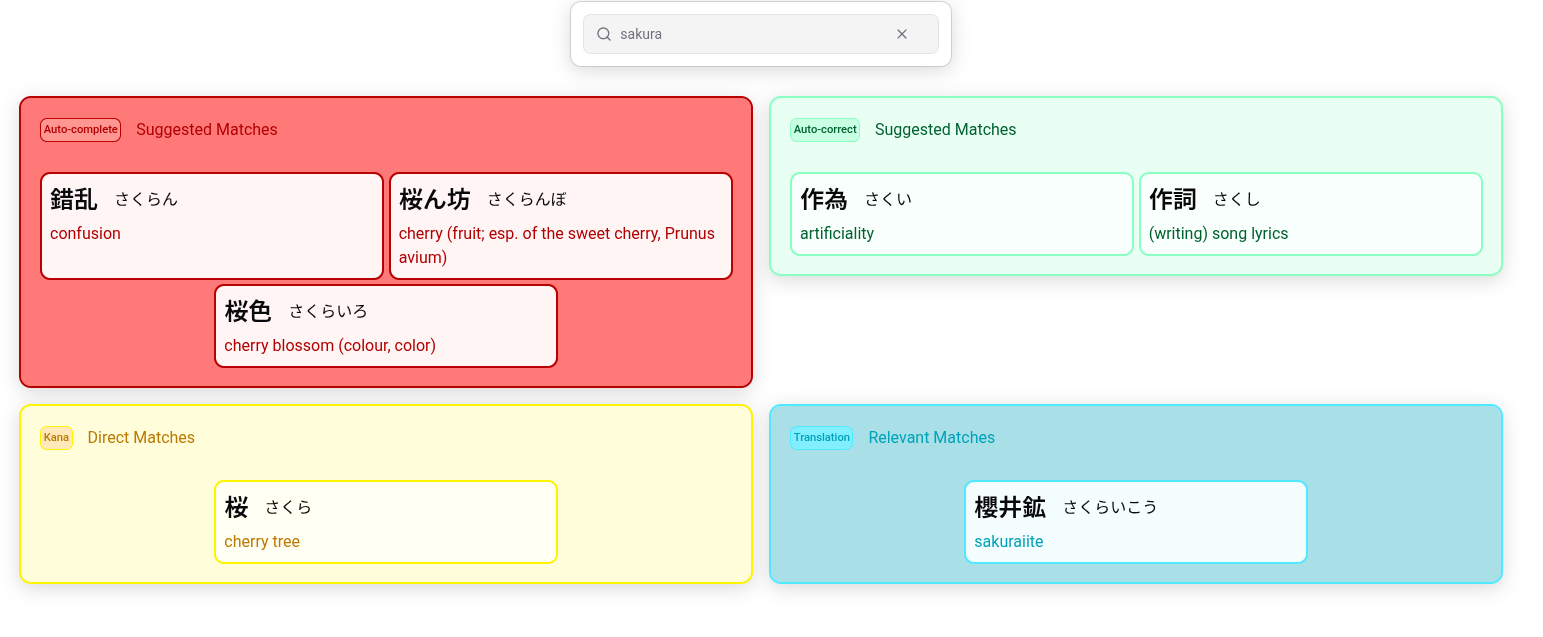 sakura
Auto-complete Suggested Matches
錯乱 さくらん
confusion
桜ん坊 さくらんぼ
cherry (fruit; esp. of the sweet cherry, Prunus
avium)
桜色 さくらいろ
cherry blossom (colour, color)
Auto-correct Suggested Matches
作為 さくい
artificiality
作詞 さくし
(writing) song lyrics
Kana Direct Matches
桜 さくら
cherry tree
Translation Relevant Matches
櫻井鉱 さくらいこう
sakuraiite